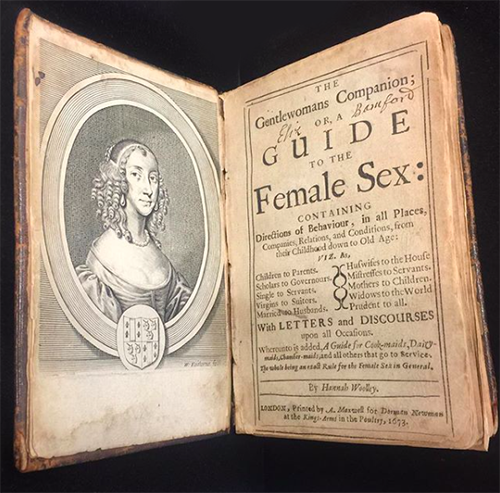 THE
Gentlewomans Companion;
OR, A
Eliz Bamford
GUIDE
TO THE
Female Sex:
CONTAINING
Directions of Behaviour, in all Places,
Companies, Relations, and Conditions, from
their Childhood down to Old Age:
VIZ. As,
Children to Parents.
Scholars to Governours.
Single to Servants.
Virgins to Suitors.
Married to Husbands.
Huswifes to the House
Mistresses to Servants.
Mothers to Children.
Widows to the World
Prudent to all.
With LETTERS and DISCOURSES
upon all Occasions.
Whereunto is added, A Guide for Cook-maids, Dairy-
maids, Chamber-maids, and all others that go to Service.
The whole being an exact Rule for the Female Sex in General.
By Hannah Woolley.
LONDON, Printed by A. Maxwell for Dorman Newman
at the Kings-Arms in the Poultry, 1673.